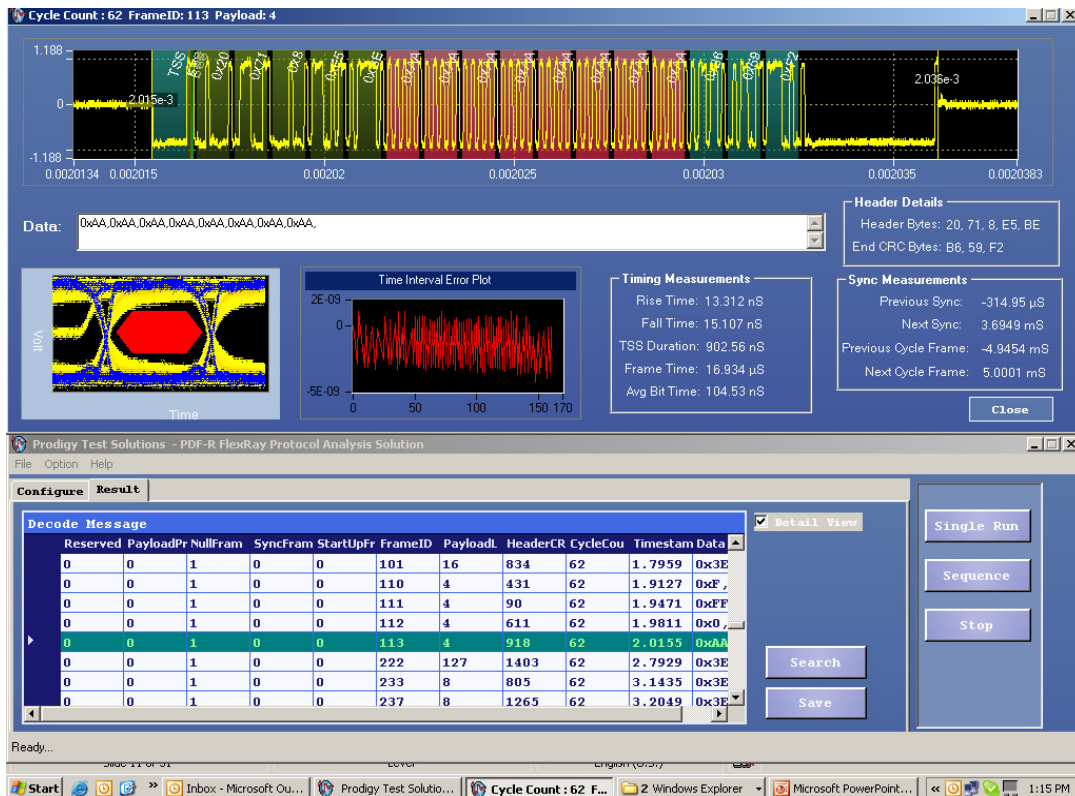 Cycle Count : 62 FrameID: 113 Payload: 4
1.188
0
-1.188
TSS
0x20
0x71
0x8
0xAA
0xAA
0xAA
0xAA
0xAA
0xAA
0xAA
0xAA
0x59
0xF2
2.015e-3
2.036e-3
0.0020134 0.002015 0.00202 0.002025 0.00203 0.002035 0.0020383
Data: 0xAA,0xAA,0xAA,0xAA,0xAA,0xAA,0xAA,0xAA,
Header Details
Header Bytes: 20, 71, 8, E5, BE
End CRC Bytes: B6, 59, F2
Volt
Time
Time Interval Error Plot
2E-09
0
-5E-09
0 50 100 150 170
Timing Measurements
Rise Time: 13.312 nS
Fall Time: 15.107 nS
TSS Duration: 902.56 nS
Frame Time: 16.934 µS
Avg Bit Time: 104.53 nS
Sync Measurements
Previous Sync: -314.95 µS
Next Sync: 3.6949 mS
Previous Cycle Frame: -4.9454 mS
Next Cycle Frame: 5.0001 mS
Close
Prodigy Test Solutions - PDF-R FlexRay Protocol Analysis Solution
File Option Help
Configure Result
Decode Message
Detail View
Reserved PayloadPr NullFram SyncFram StartUpFr FrameID PayloadL HeaderCR CycleCou Timestam Data
0 0 1 0 0 101 16 834 62 1.7959 0x3E
0 0 1 0 0 110 4 431 62 1.9127 0xF,
0 0 1 0 0 111 4 90 62 1.9471 0xFF
0 0 1 0 0 112 4 611 62 1.9811 0x0,
0 0 1 0 0 113 4 918 62 2.0155 0xAA
0 0 1 0 0 222 127 1403 62 2.7929 0x3E
0 0 1 0 0 233 8 805 62 3.1435 0x3E
0 0 1 0 0 237 8 1265 62 3.2049 0x3E
Single Run
Sequence
Stop
Search
Save
Ready...
Start » Inbox - Microsoft Ou... Prodigy Test Solutio... Cycle Count : 62 F... 2 Windows Explorer Microsoft PowerPoint... « 1:15 PM